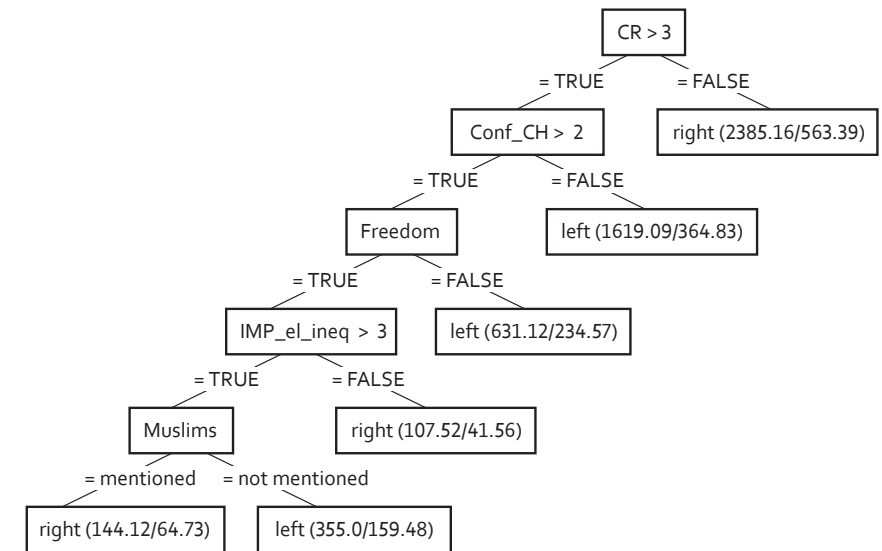 CR > 3
= TRUE = FALSE
Conf_CH > 2 right (2385.16/563.39)
= TRUE = FALSE
Freedom left (1619.09/364.83)
= TRUE = FALSE
IMP_el_ineq > 3 left (631.12/234.57)
= TRUE = FALSE
Muslims right (107.52/41.56)
= mentioned = not mentioned
right (144.12/64.73) left (355.0/159.48)